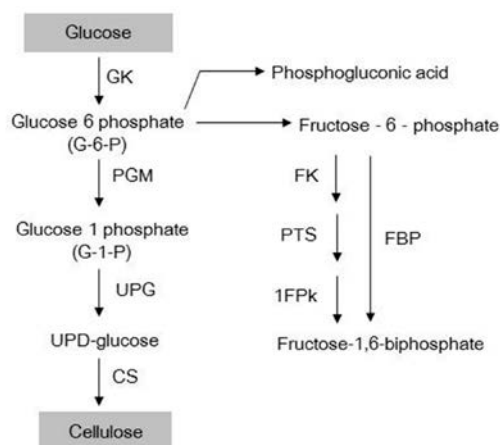 Glucose
GK
Phosphogluconic acid
Glucose 6 phosphate
(G-6-P)
Fructose - 6 - phosphate
PGM
FK
Glucose 1 phosphate
(G-1-P)
PTS
FBP
UPG
1FPk
UPD-glucose
Fructose-1,6-biphosphate
CS
Cellulose